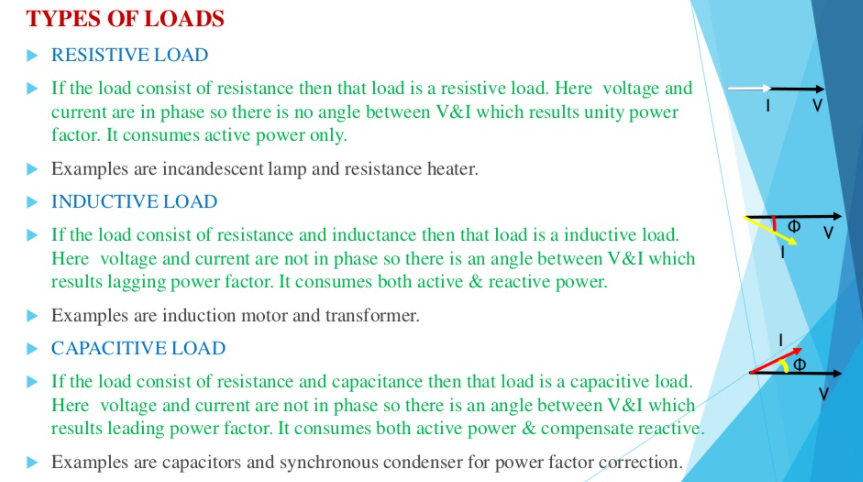 TYPES OF LOADS
RESISTIVE LOAD
If the load consist of resistance then that load is a resistive load. Here voltage and
current are in phase so there is no angle between V&I which results unity power
factor. It consumes active power only.
I V
Examples are incandescent lamp and resistance heater.
INDUCTIVE LOAD
If the load consist of resistance and inductance then that load is a inductive load.
Here voltage and current are not in phase so there is an angle between V&I which
results lagging power factor. It consumes both active & reactive power.
Φ V
I
Examples are induction motor and transformer.
CAPACITIVE LOAD
If the load consist of resistance and capacitance then that load is a capacitive load.
Here voltage and current are not in phase so there is an angle between V&I which
results leading power factor. It consumes both active power & compensate reactive.
I
Φ
V
Examples are capacitors and synchronous condenser for power factor correction.